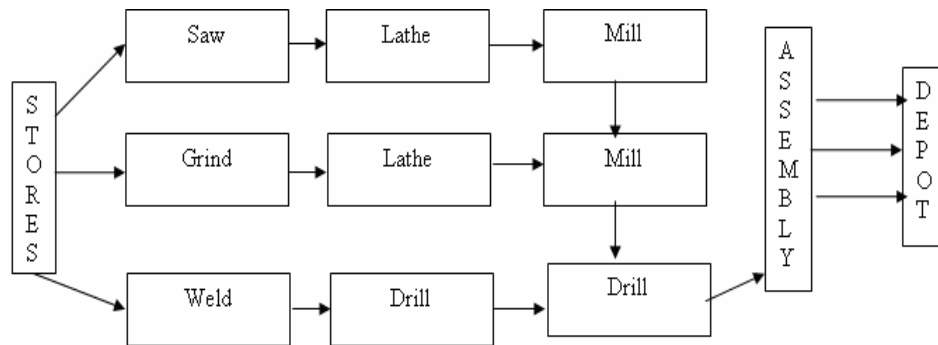 STORES
Saw
Lathe
Mill
Grind
Lathe
Mill
Weld
Drill
Drill
ASSEMBLY
DEPOT